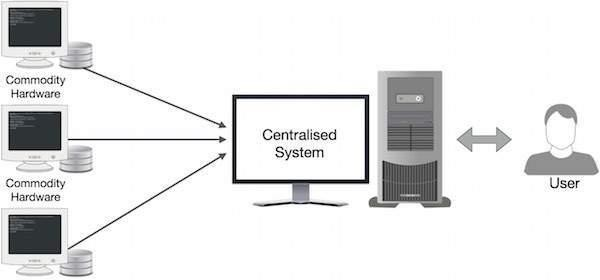 Commodity
Hardware
Commodity
Hardware
Centralised
System
User